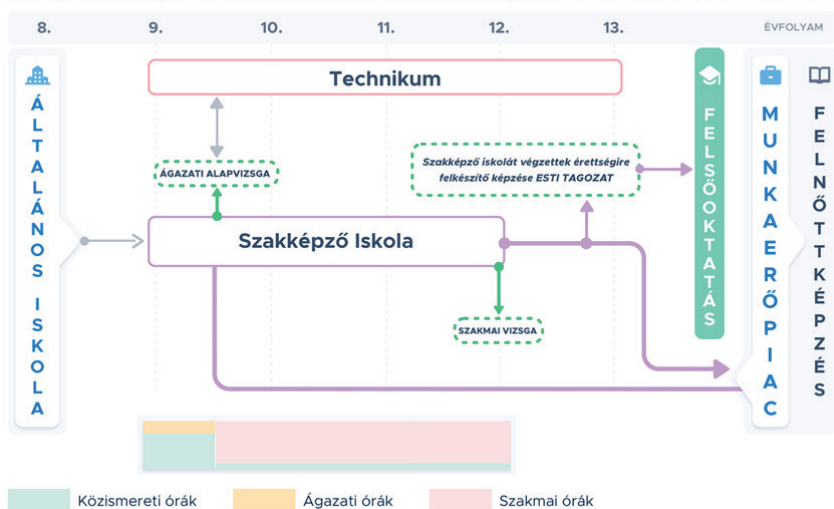 8.
9.
10.
11.
12.
13.
ÉVFOLYAM
ÁLTALÁNOS ISKOLA
Technikum
ÁGAZATI ALAPVIZSGA
Szakképző iskolát végzettek érettségire
felkészítő képzése ESTI TAGOZAT
Szakképző Iskola
SZAKMAI VIZSGA
FELSŐOKTATÁS
MUNKAERŐPIAC
FELNŐTTKÉPZÉS
Közismereti órák
Ágazati órák
Szakmai órák